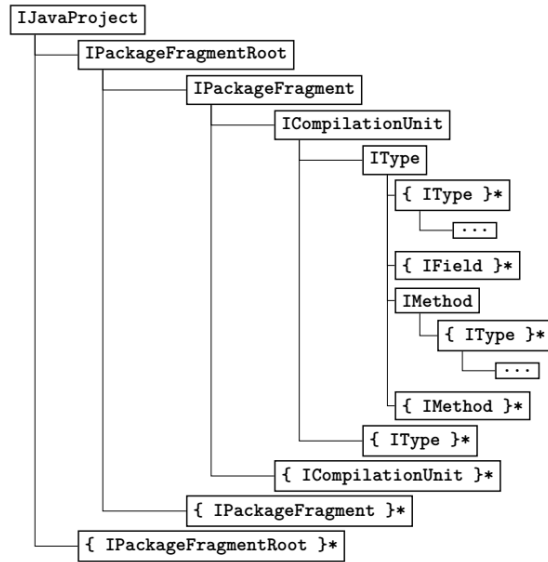 IJavaProject
IPackageFragmentRoot
IPackageFragment
ICompilationUnit
IType
{ IType }*
...
{ IField }*
IMethod
{ IType }*
...
{ IMethod }*
{ IType }*
{ ICompilationUnit }*
{ IPackageFragment }*
{ IPackageFragmentRoot }*